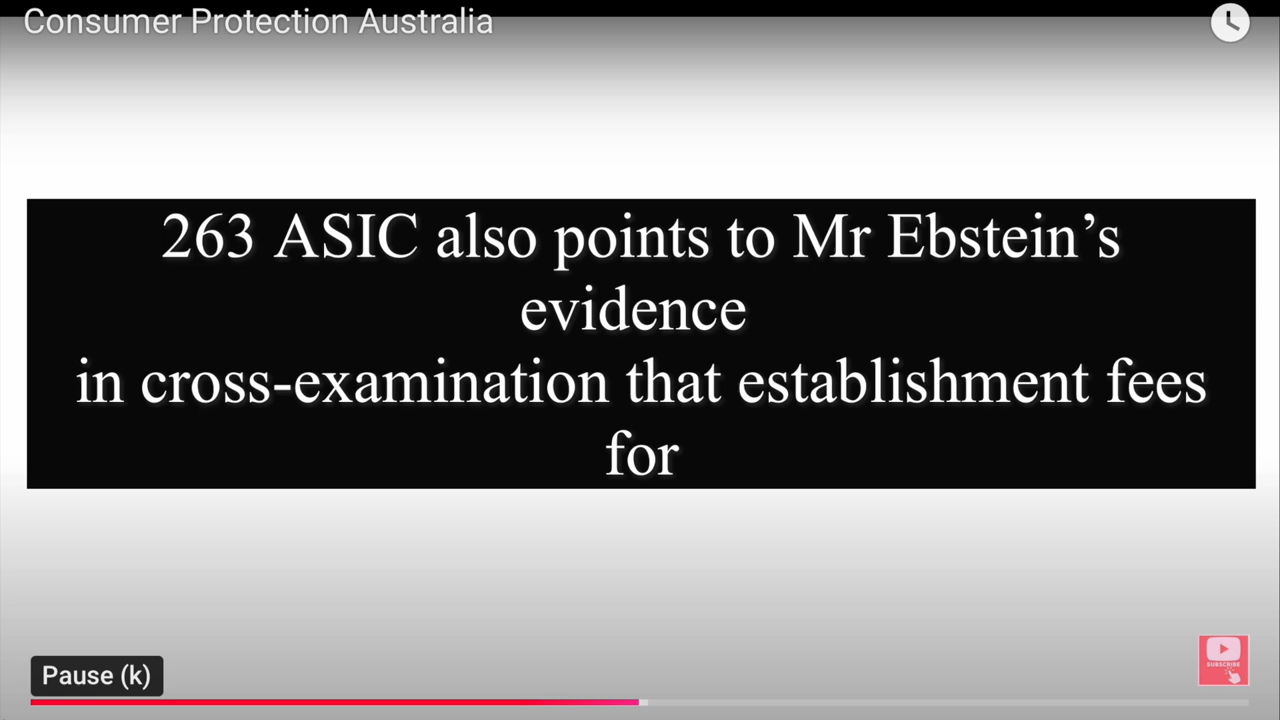 Consumer Protection Australia
263 ASIC also points to Mr Ebstein’s
evidence
in cross-examination that establishment fees
for
SUBSCRIBE
Pause (k)